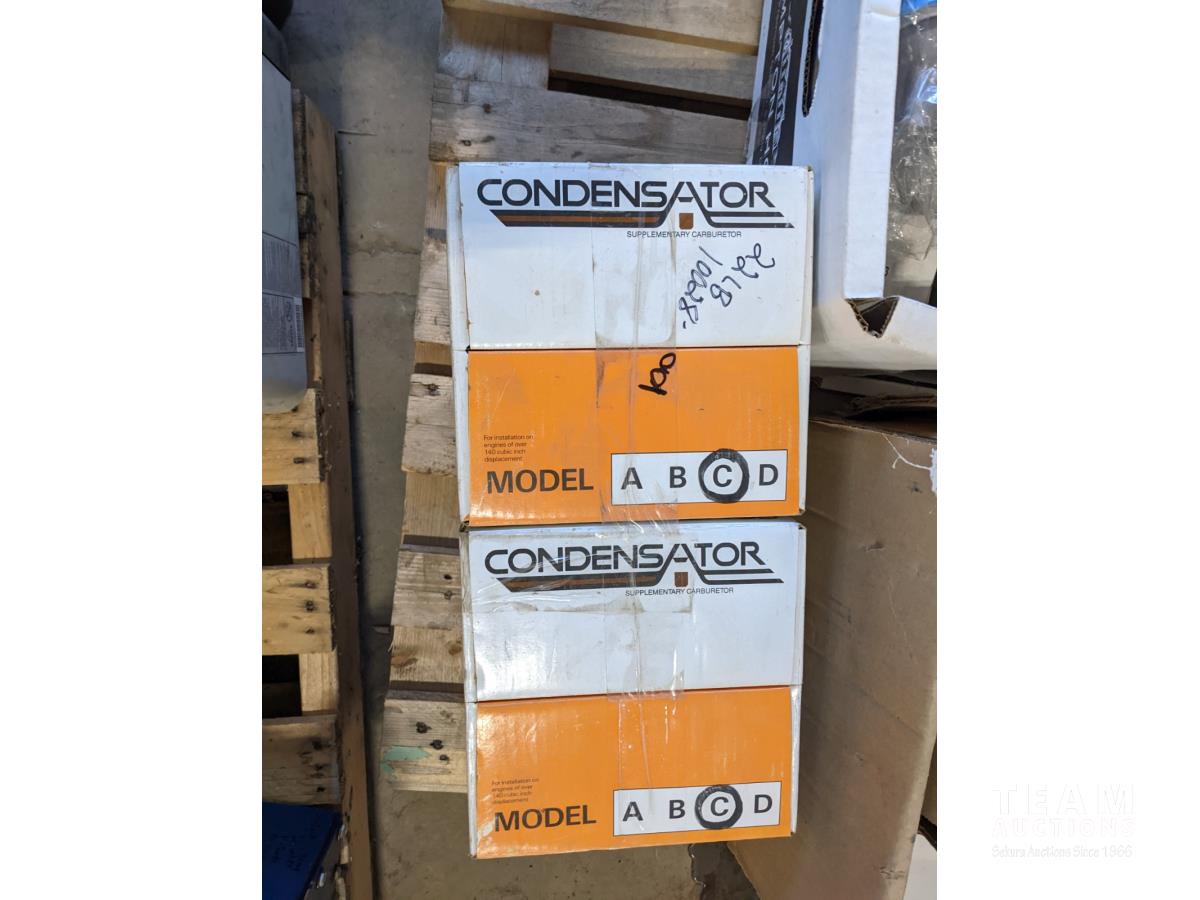 CONDENSATOR
SUPPLEMENTARY CARBURETOR
22LB
For installation on
engines of over
140 cubic inch
displacement
MODEL A B C D
CONDENSATOR
SUPPLEMENTARY CARBURETOR
For installation on
engines of over
140 cubic inch
displacement
MODEL A B C D
TEAM
AUCTIONS
Sekura Auctions Since 1966